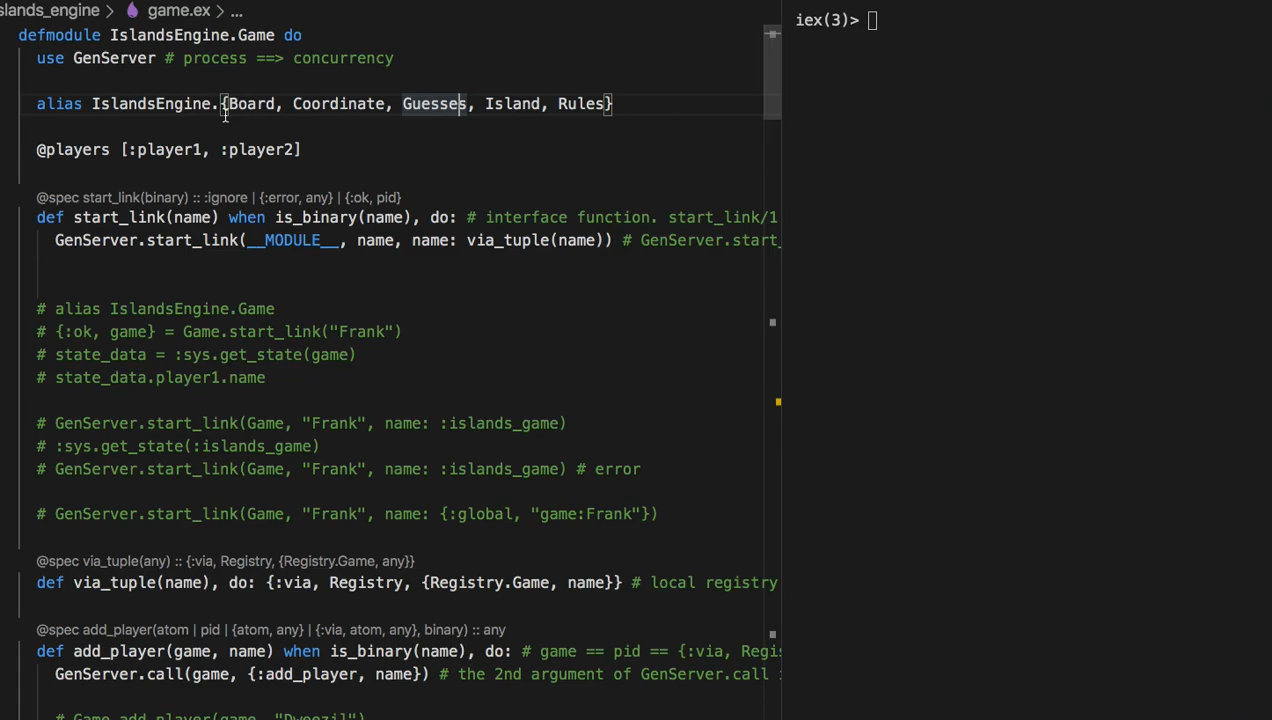 slands_engine > game.ex > ...
defmodule IslandsEngine.Game do
use GenServer # process ==> concurrency
alias IslandsEngine.{Board, Coordinate, Guesses, Island, Rules}
@players [:player1, :player2]
@spec start_link(binary) :: :ignore | {:error, any} | {:ok, pid}
def start_link(name) when is_binary(name), do: # interface function. start_link/1
GenServer.start_link(__MODULE__, name, name: via_tuple(name)) # GenServer.start_
# alias IslandsEngine.Game
# {:ok, game} = Game.start_link("Frank")
# state_data = :sys.get_state(game)
# state_data.player1.name
# GenServer.start_link(Game, "Frank", name: :islands_game)
# :sys.get_state(:islands_game)
# GenServer.start_link(Game, "Frank", name: :islands_game) # error
# GenServer.start_link(Game, "Frank", name: {:global, "game:Frank"})
@spec via_tuple(any) :: {:via, Registry, {Registry.Game, any}}
def via_tuple(name), do: {:via, Registry, {Registry.Game, name}} # local registry
@spec add_player(atom | pid | {atom, any} | {:via, atom, any}, binary) :: any
def add_player(game, name) when is_binary(name), do: # game == pid == {:via, Regis
GenServer.call(game, {:add_player, name}) # the 2nd argument of GenServer.call
# Game.add_player(game, "Dweezil")
iex(3)>